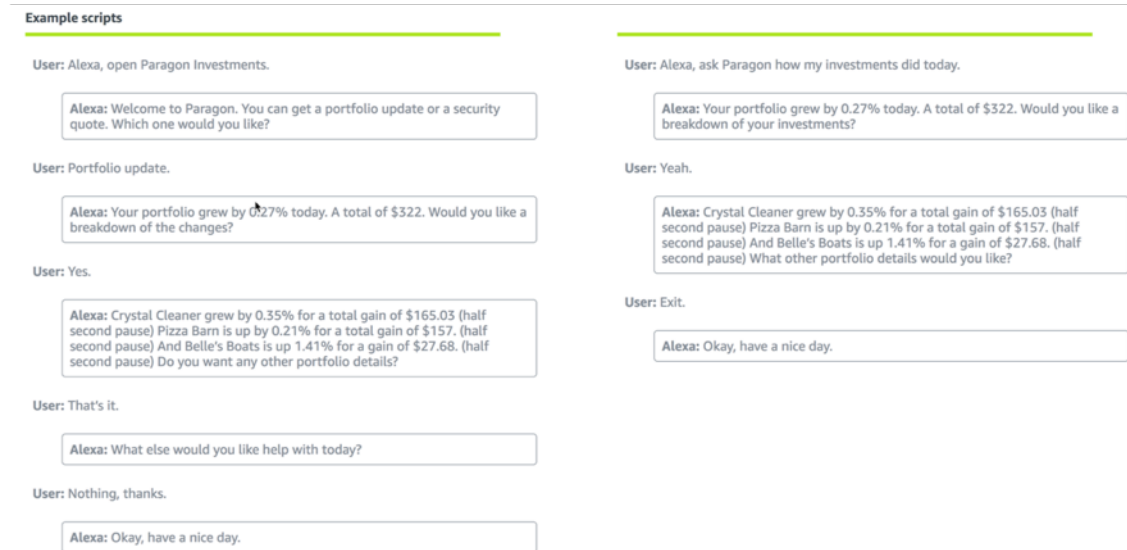 Example scripts
User: Alexa, open Paragon Investments.
Alexa: Welcome to Paragon. You can get a portfolio update or a security
quote. Which one would you like?
User: Portfolio update.
Alexa: Your portfolio grew by 0.27% today. A total of $322. Would you like a
breakdown of the changes?
User: Yes.
Alexa: Crystal Cleaner grew by 0.35% for a total gain of $165.03 (half
second pause) Pizza Barn is up by 0.21% for a total gain of $157. (half
second pause) And Belle's Boats is up 1.41% for a gain of $27.68. (half
second pause) Do you want any other portfolio details?
User: That's it.
Alexa: What else would you like help with today?
User: Nothing, thanks.
Alexa: Okay, have a nice day.
User: Alexa, ask Paragon how my investments did today.
Alexa: Your portfolio grew by 0.27% today. A total of $322. Would you like a
breakdown of your investments?
User: Yeah.
Alexa: Crystal Cleaner grew by 0.35% for a total gain of $165.03 (half
second pause) Pizza Barn is up by 0.21% for a total gain of $157. (half
second pause) And Belle's Boats is up 1.41% for a gain of $27.68. (half
second pause) What other portfolio details would you like?
User: Exit.
Alexa: Okay, have a nice day.